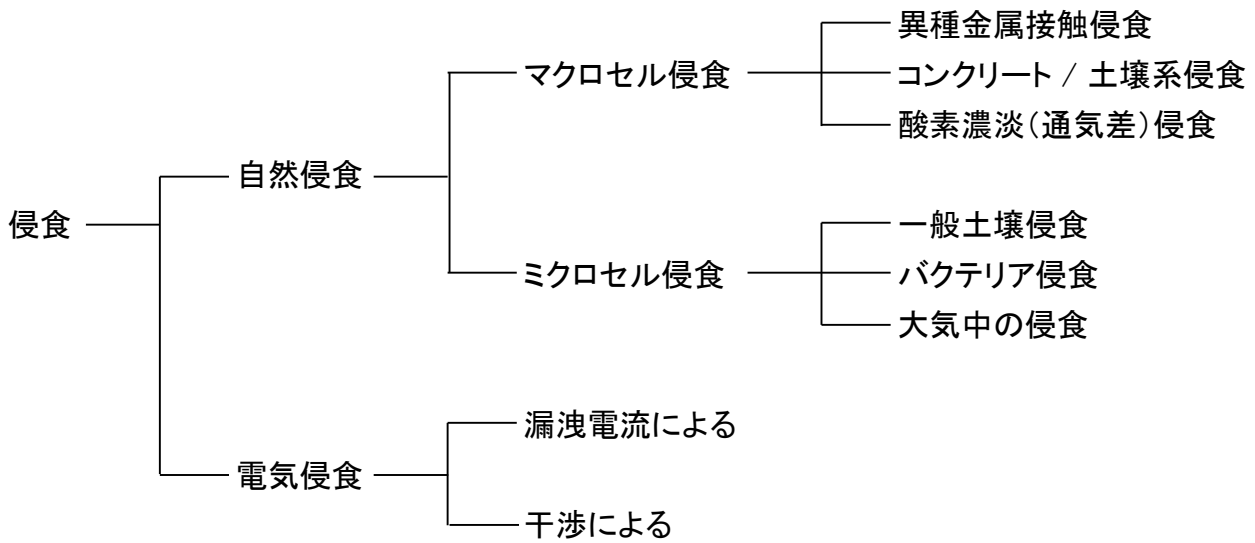 異種金属接触侵食
マクロセル侵食
コンクリート / 土壌系侵食
酸素濃淡(通気差)侵食
自然侵食
侵食
一般土壌侵食
ミクロセル侵食
バクテリア侵食
大気中の侵食
漏洩電流による
電気侵食
干渉による